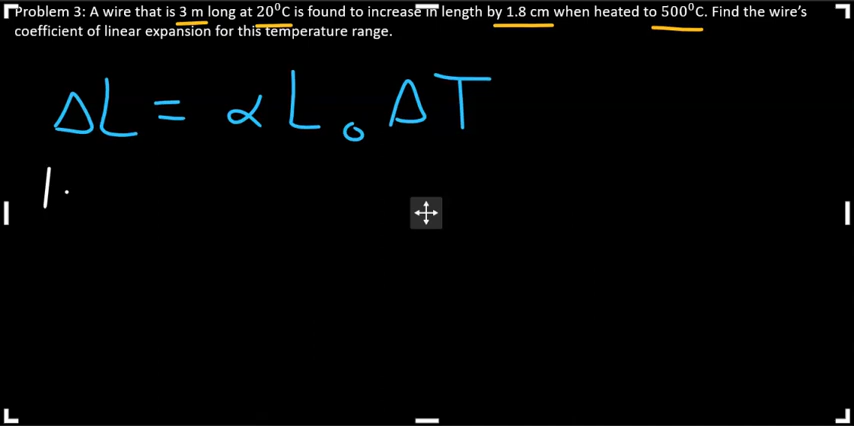 Problem 3: A wire that is 3 m long at 20⁰C is found to increase in length by 1.8 cm when heated to 500⁰C. Find the wire's
coefficient of linear expansion for this temperature range.
ΔL = αL₀ΔT
1.